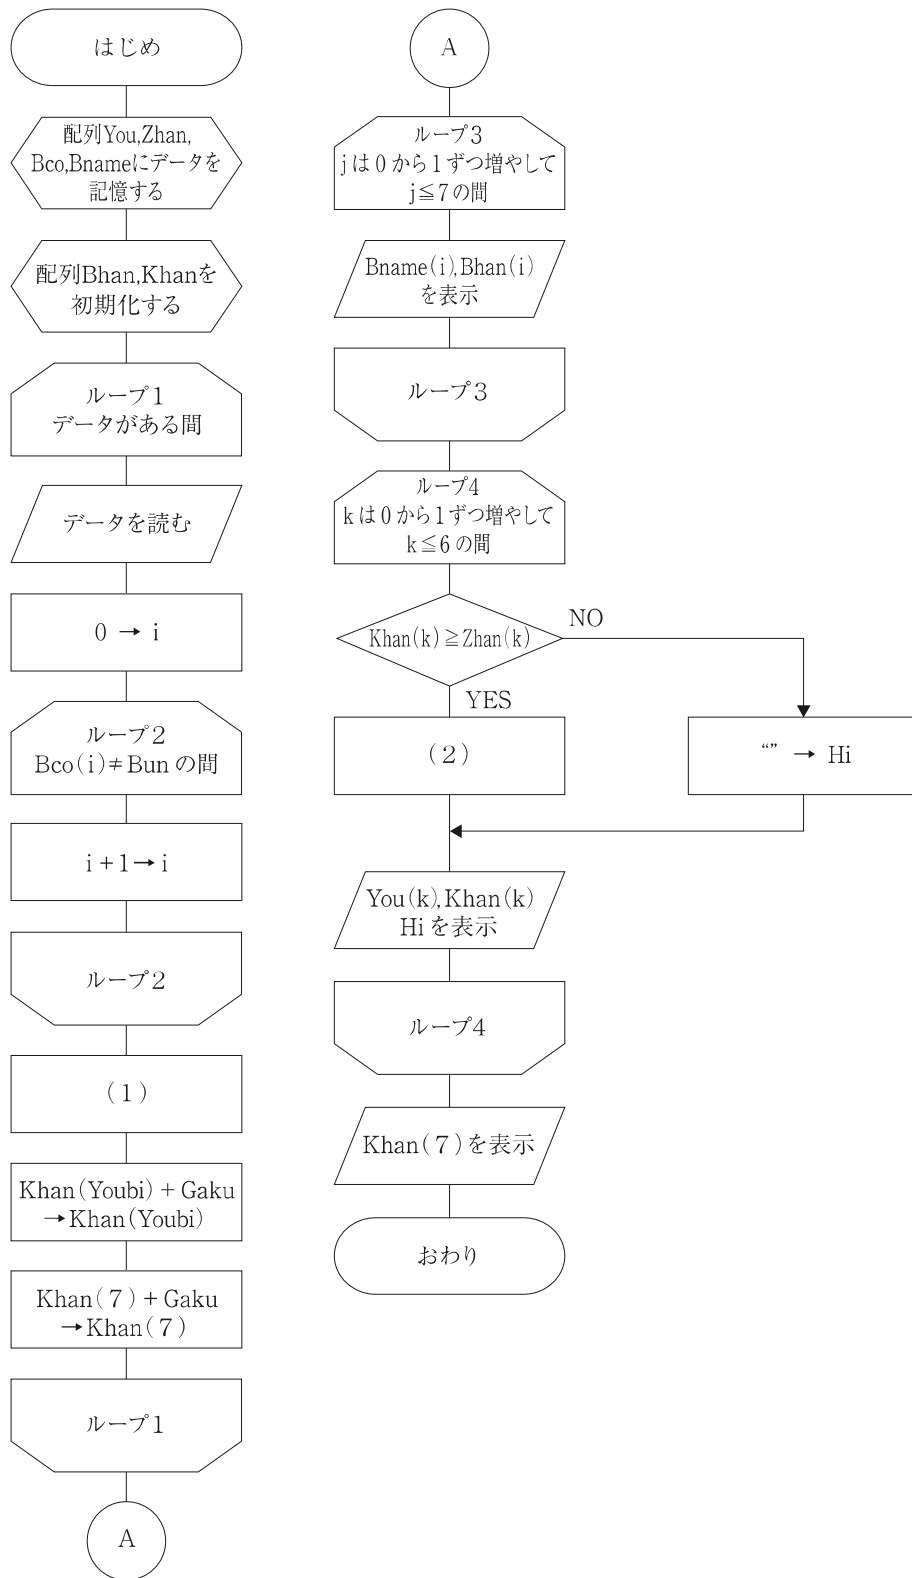 はじめ
配列You,Zhan,
Bco,Bnameにデータを
記憶する
配列Bhan,Khanを
初期化する
ループ1
データがある間
データを読む
0 → i
ループ2
Bco(i)≠Bun の間
i+1→i
ループ2
(1)
Khan(Youbi)+Gaku
→Khan(Youbi)
Khan(7)+Gaku
→Khan(7)
ループ1
A
A
ループ3
jは0から1ずつ増やして
j≦7の間
Bname(i),Bhan(i)
を表示
ループ3
ループ4
kは0から1ずつ増やして
k≦6の間
Khan(k)≧Zhan(k)
NO
YES
(2)
“” → Hi
You(k),Khan(k)
Hiを表示
ループ4
Khan(7)を表示
おわり